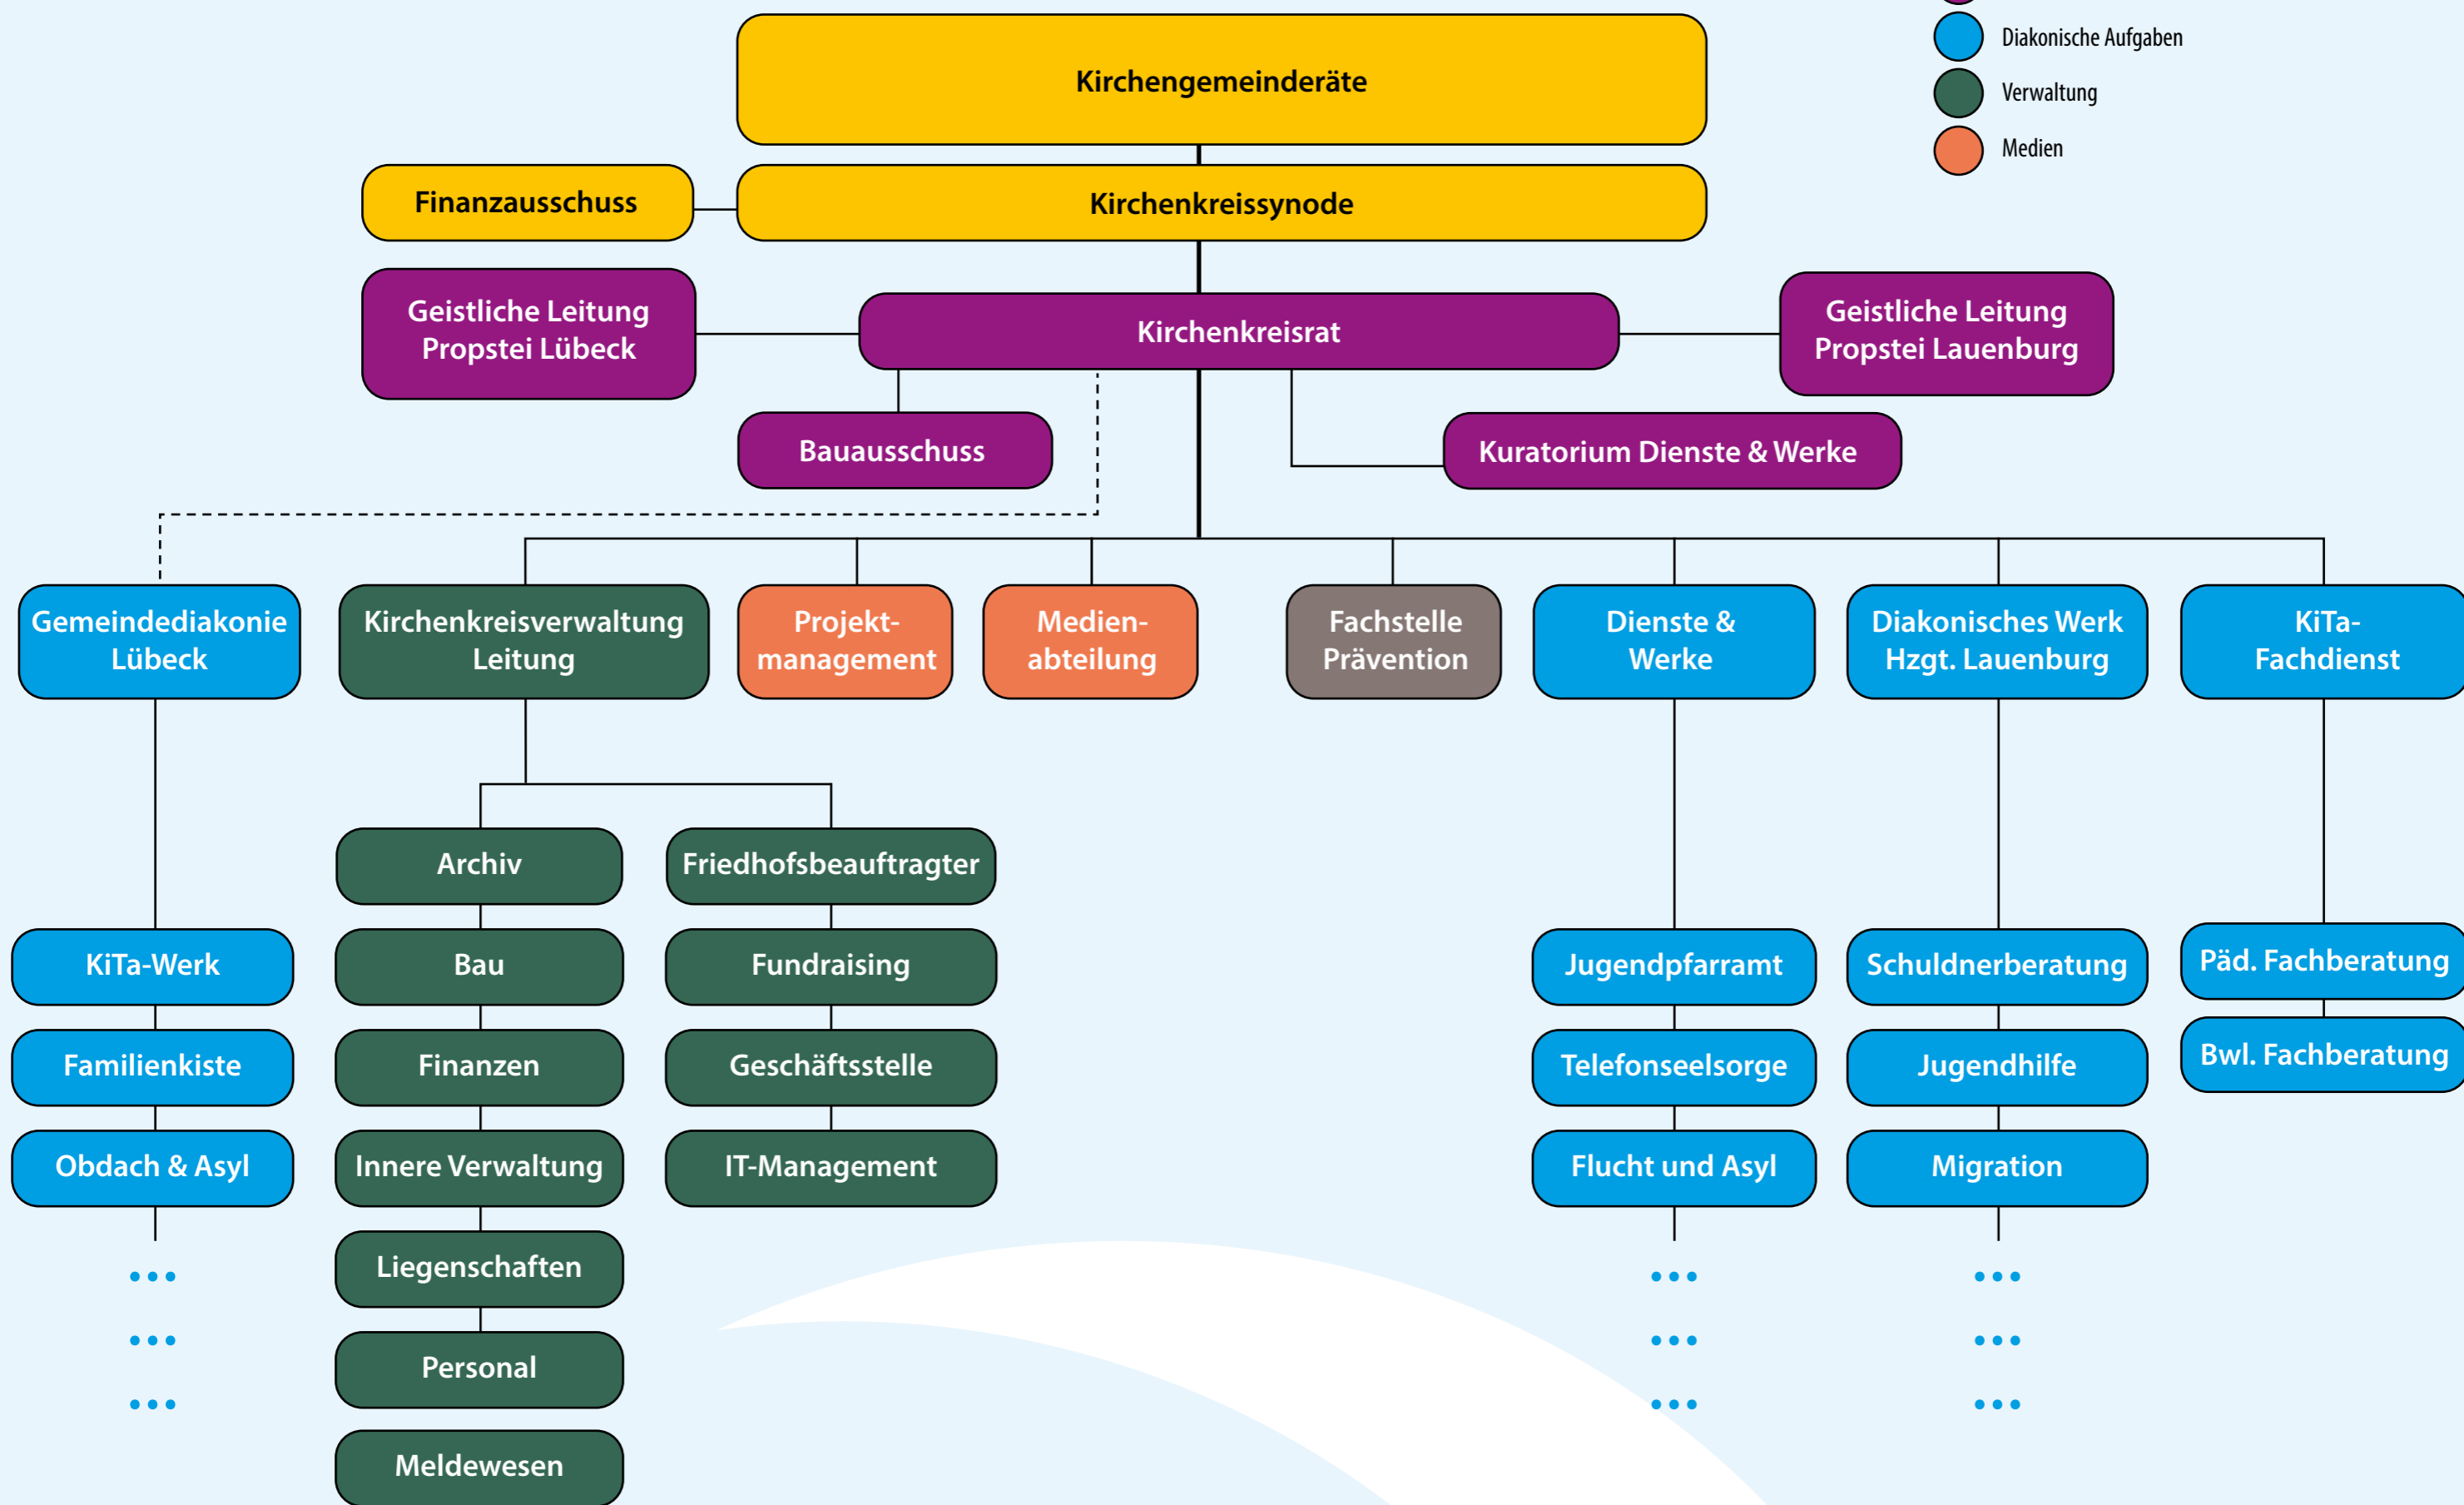 Diakonische Aufgaben
Verwaltung
Medien
Kirchengemeinderäte
Finanzausschuss
Kirchenkreissynode
Geistliche Leitung
Propstei Lübeck
Kirchenkreisrat
Geistliche Leitung
Propstei Lauenburg
Bauausschuss
Kuratorium Dienste & Werke
Gemeindediakonie
Lübeck
Kirchenkreisverwaltung
Leitung
Projekt-
management
Medien-
abteilung
Fachstelle
Prävention
Dienste &
Werke
Diakonisches Werk
Hzgt. Lauenburg
KiTa-
Fachdienst
KiTa-Werk
Familienkiste
Obdach & Asyl
...
...
...
Archiv
Bau
Finanzen
Innere Verwaltung
Liegenschaften
Personal
Meldewesen
Friedhofsbeauftragter
Fundraising
Geschäftsstelle
IT-Management
Jugendpfarramt
Telefonseelsorge
Flucht und Asyl
...
...
...
Schuldnerberatung
Jugendhilfe
Migration
...
...
...
Päd. Fachberatung
Bwl. Fachberatung